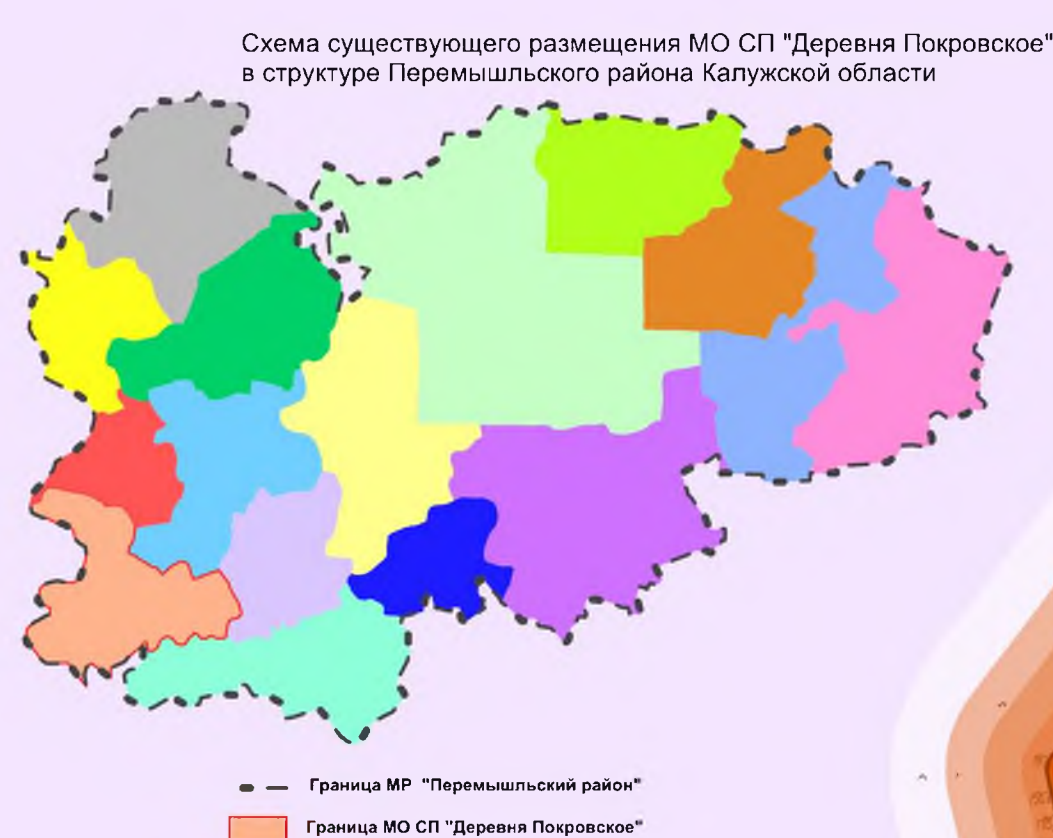 Схема существующего размещения МО СП "Деревня Покровское"
в структуре Перемышльского района Калужской области
Граница МР "Перемышльский район"
Граница МО СП "Деревня Покровское"